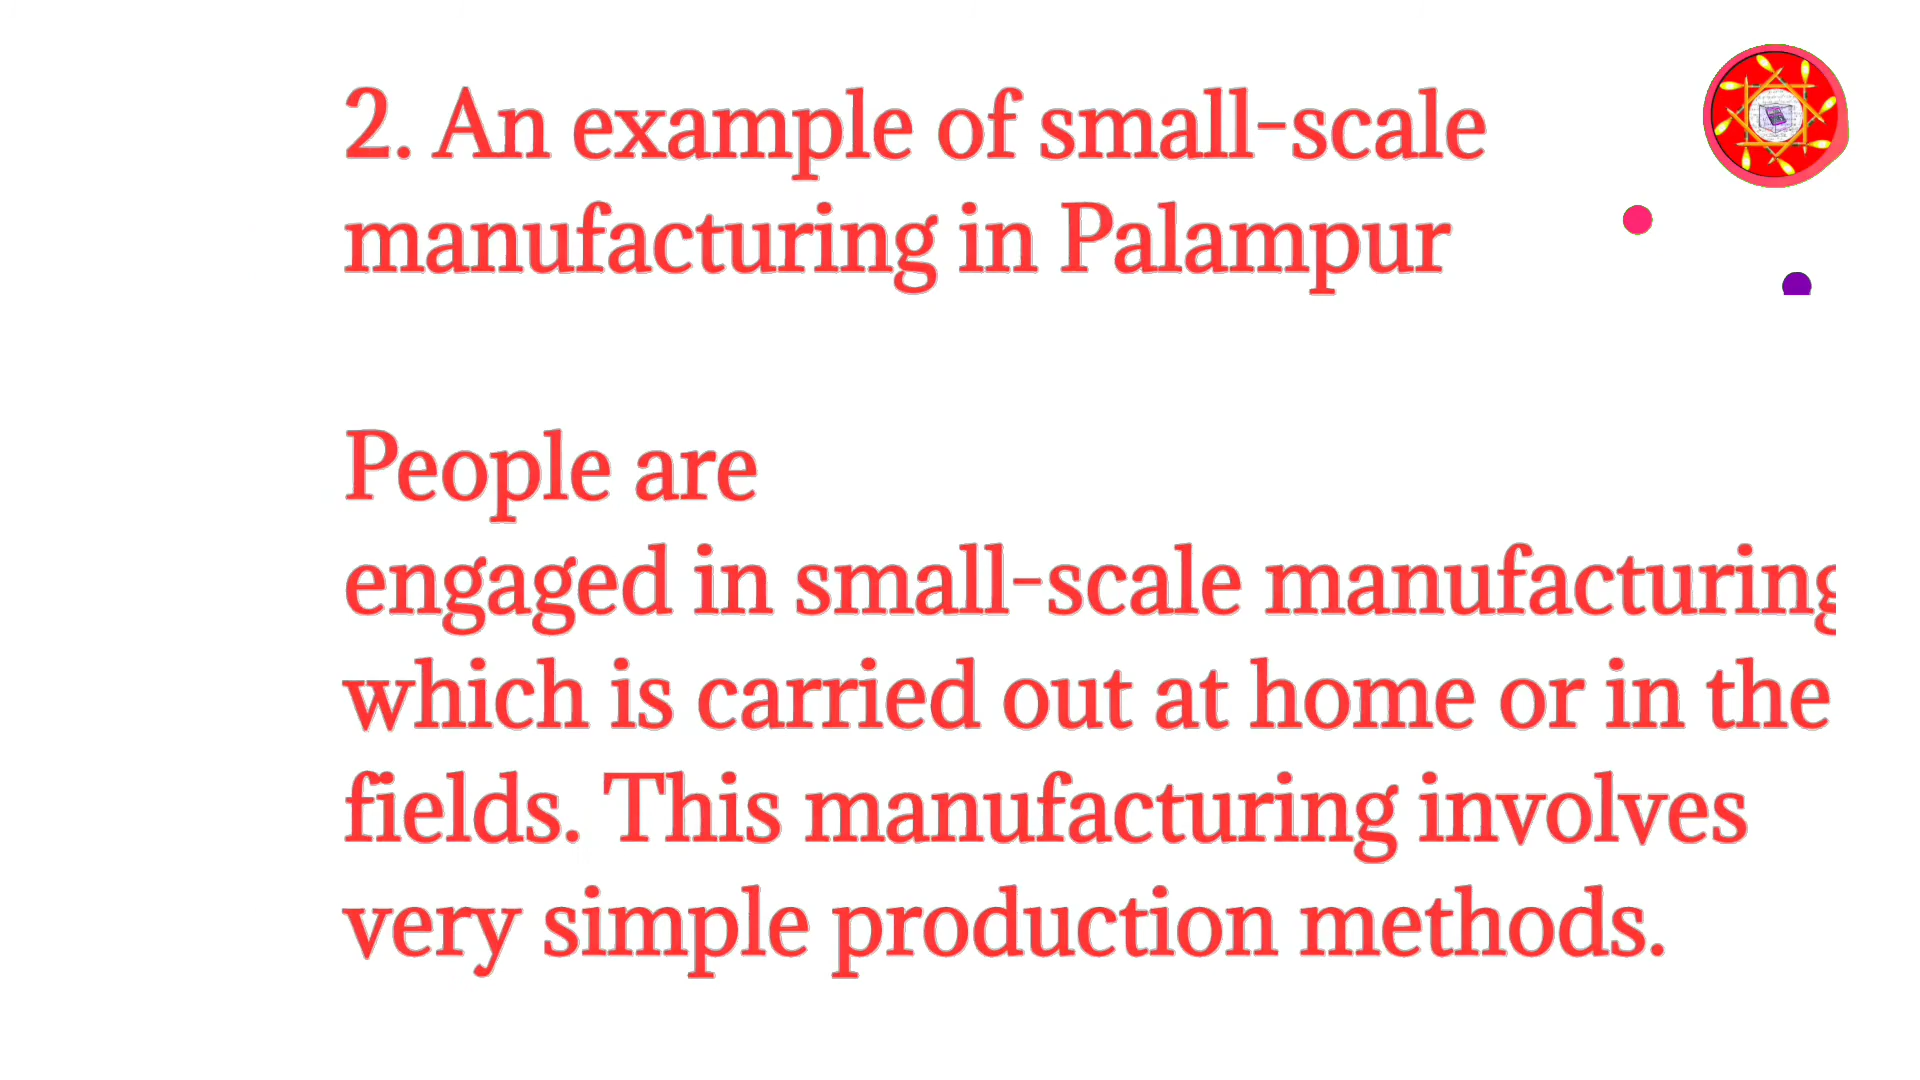 2. An example of small-scale
manufacturing in Palampur
People are
engaged in small-scale manufacturing
which is carried out at home or in the
fields. This manufacturing involves
very simple production methods.